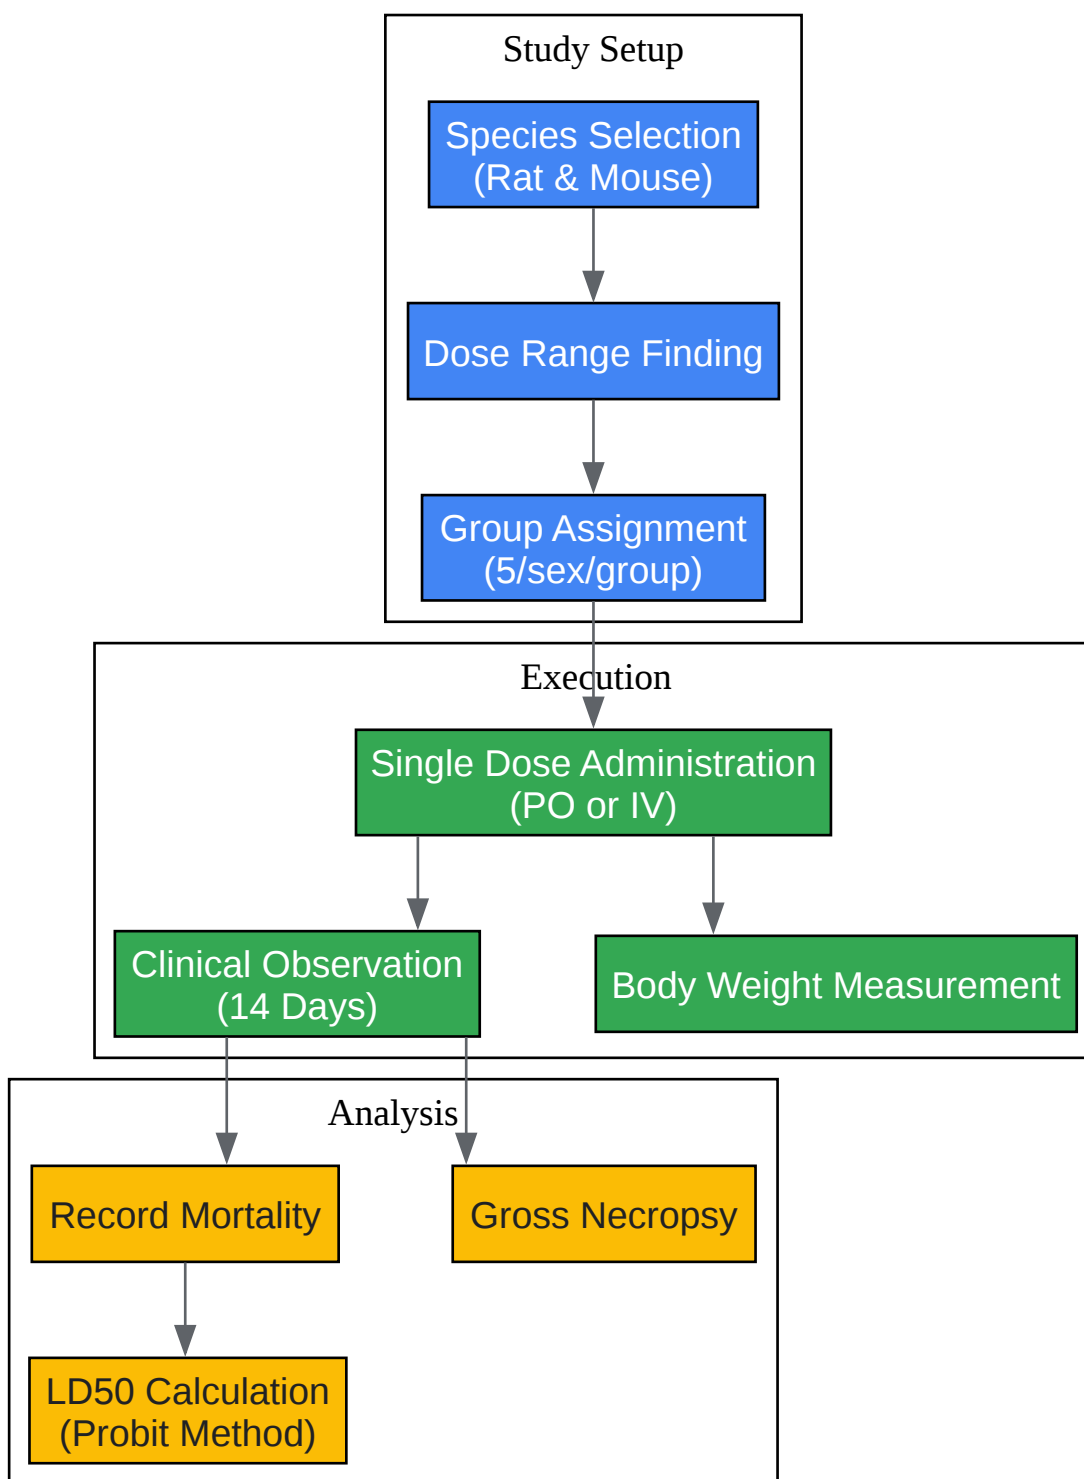 Study Setup
Species Selection
(Rat & Mouse)
Dose Range Finding
Group Assignment
(5/sex/group)
Execution
Single Dose Administration
(PO or IV)
Clinical Observation
(14 Days)
Body Weight Measurement
Analysis
Record Mortality
Gross Necropsy
LD50 Calculation
(Probit Method)